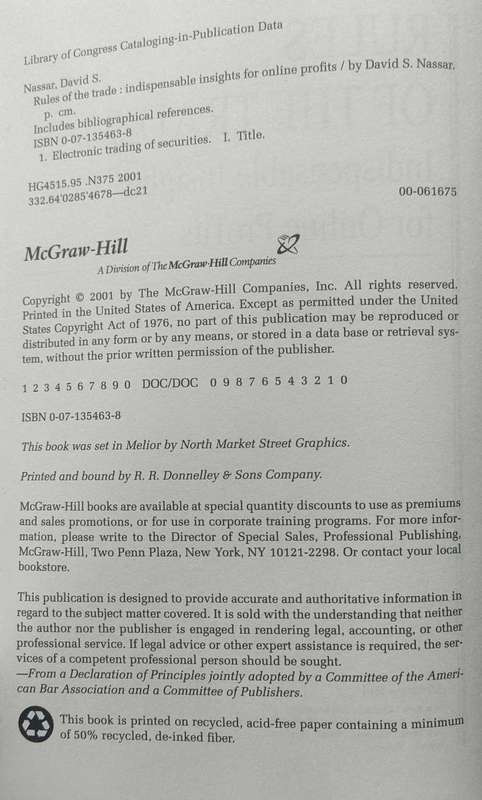 Library of Congress Cataloging-in-Publication Data
Nassar, David S.
Rules of the trade : indispensable insights for online profits / by David S. Nassar.
p. cm.
Includes bibliographical references.
ISBN 0-07-135463-8
1. Electronic trading of securities. I. Title.
HG4515.95 .N375 2001
332.64'0285'4678—dc21
00-061675
McGraw-Hill
A Division of The McGraw-Hill Companies
Copyright © 2001 by The McGraw-Hill Companies, Inc. All rights reserved.
Printed in the United States of America. Except as permitted under the United
States Copyright Act of 1976, no part of this publication may be reproduced or
distributed in any form or by any means, or stored in a data base or retrieval sys-
tem, without the prior written permission of the publisher.
1 2 3 4 5 6 7 8 9 0 DOC/DOC 0 9 8 7 6 5 4 3 2 1 0
ISBN 0-07-135463-8
This book was set in Melior by North Market Street Graphics.
Printed and bound by R. R. Donnelley & Sons Company.
McGraw-Hill books are available at special quantity discounts to use as premiums
and sales promotions, or for use in corporate training programs. For more infor-
mation, please write to the Director of Special Sales, Professional Publishing,
McGraw-Hill, Two Penn Plaza, New York, NY 10121-2298. Or contact your local
bookstore.
This publication is designed to provide accurate and authoritative information in
regard to the subject matter covered. It is sold with the understanding that neither
the author nor the publisher is engaged in rendering legal, accounting, or other
professional service. If legal advice or other expert assistance is required, the ser-
vices of a competent professional person should be sought.
—From a Declaration of Principles jointly adopted by a Committee of the Ameri-
can Bar Association and a Committee of Publishers.
This book is printed on recycled, acid-free paper containing a minimum
of 50% recycled, de-inked fiber.